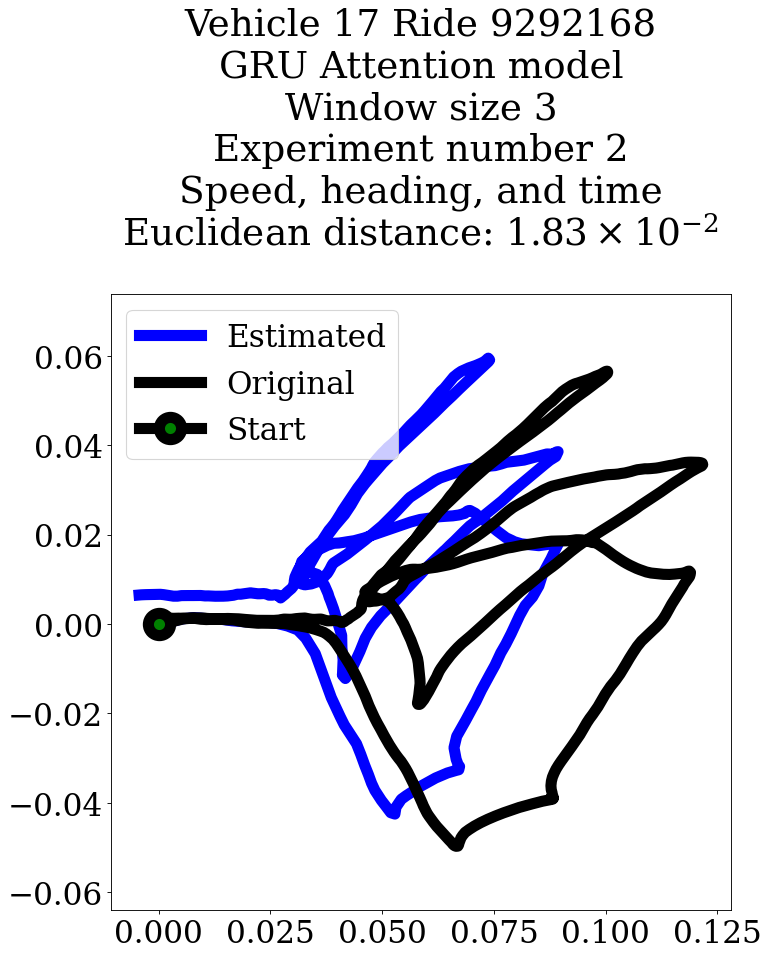 Vehicle 17 Ride 9292168
GRU Attention model
Window size 3
Experiment number 2
Speed, heading, and time
Euclidean distance: 1.83 × 10⁻²
Estimated
Original
Start
0.06
0.04
0.02
0.00
−0.02
−0.04
−0.06
0.000 0.025 0.050 0.075 0.100 0.125